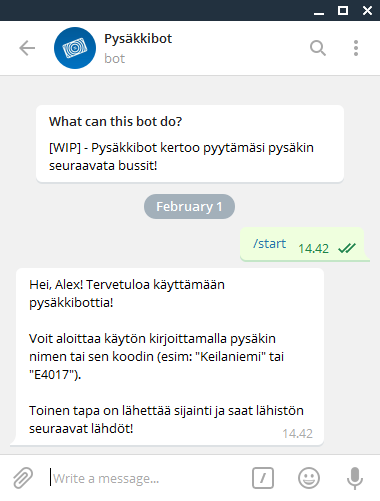 Pysäkkibot
bot
What can this bot do?
[WIP] - Pysäkkibot kertoo pyytämäsi pysäkin
seuraavata bussit!
February 1
/start
14.42
Hei, Alex! Tervetuloa käyttämään
pysäkkibottia!
Voit aloittaa käytön kirjoittamalla pysäkin
nimen tai sen koodin (esim: "Keilaniemi" tai
"E4017").
Toinen tapa on lähettää sijainti ja saat lähistön
seuraavat lähdöt!
14.42
Write a message...